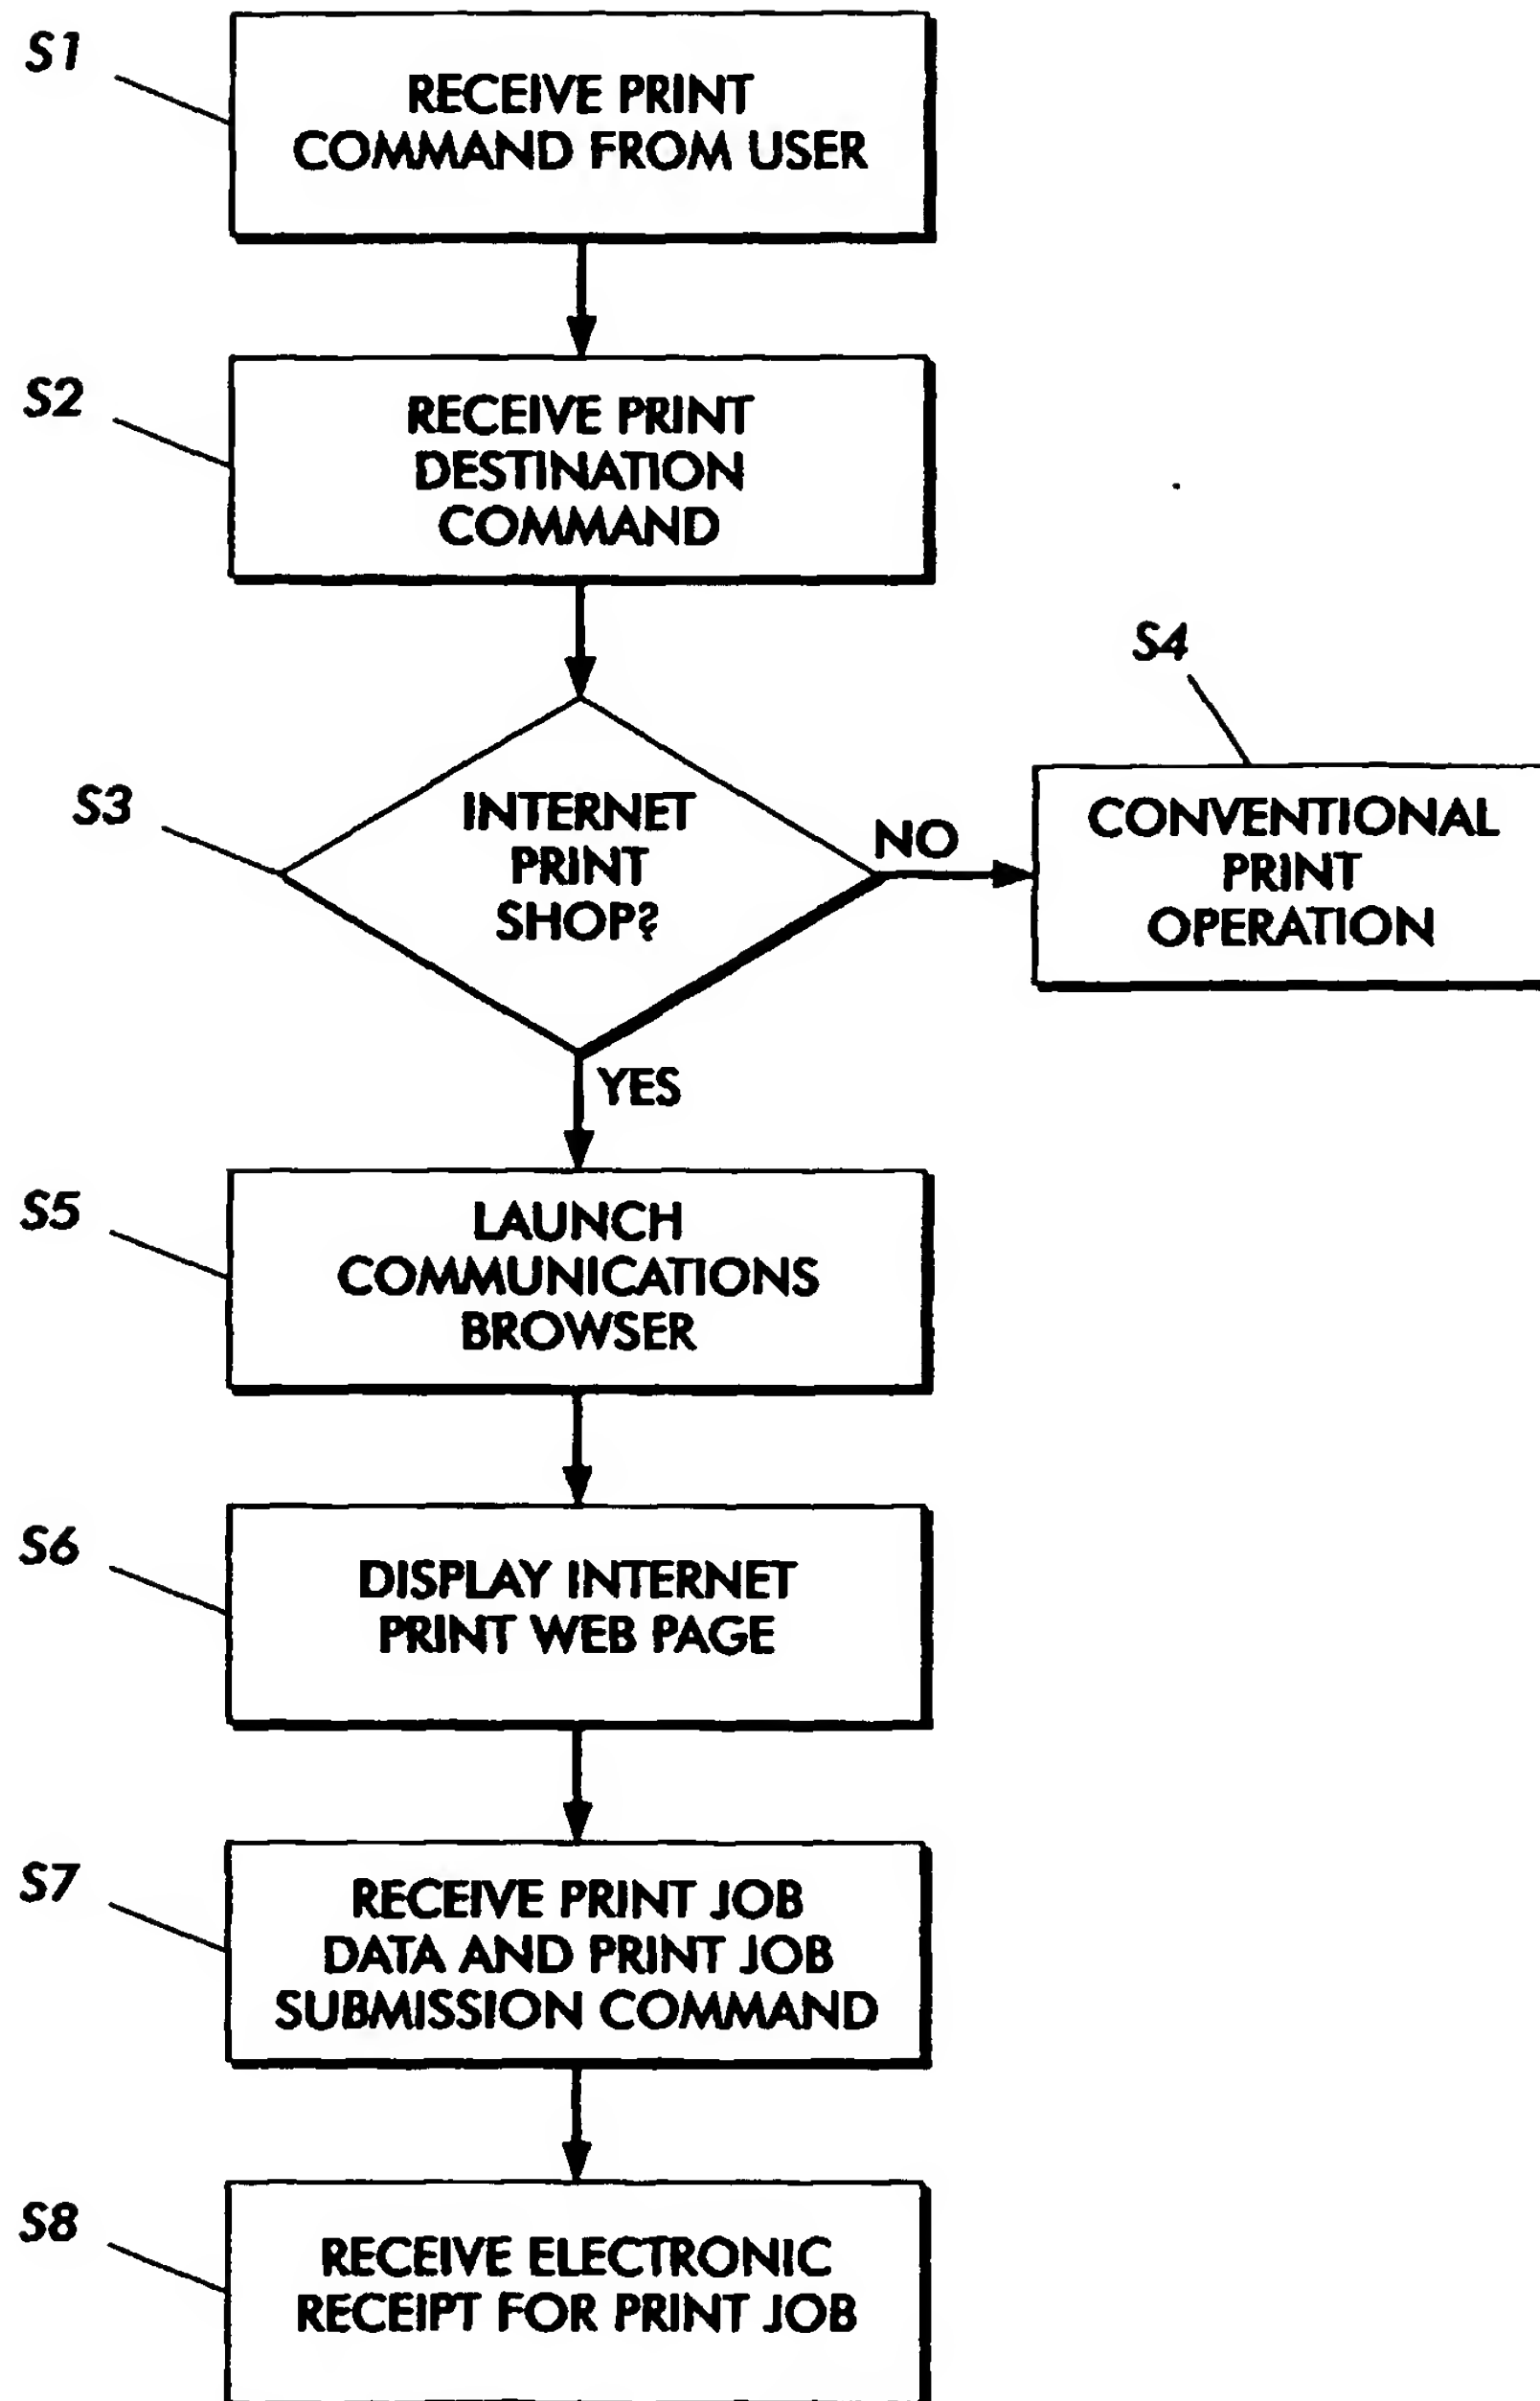 S1
RECEIVE PRINT
COMMAND FROM USER
S2
RECEIVE PRINT
DESTINATION
COMMAND
S3
INTERNET
PRINT
SHOP?
NO
S4
CONVENTIONAL
PRINT
OPERATION
YES
S5
LAUNCH
COMMUNICATIONS
BROWSER
S6
DISPLAY INTERNET
PRINT WEB PAGE
S7
RECEIVE PRINT JOB
DATA AND PRINT JOB
SUBMISSION COMMAND
S8
RECEIVE ELECTRONIC
RECEIPT FOR PRINT JOB